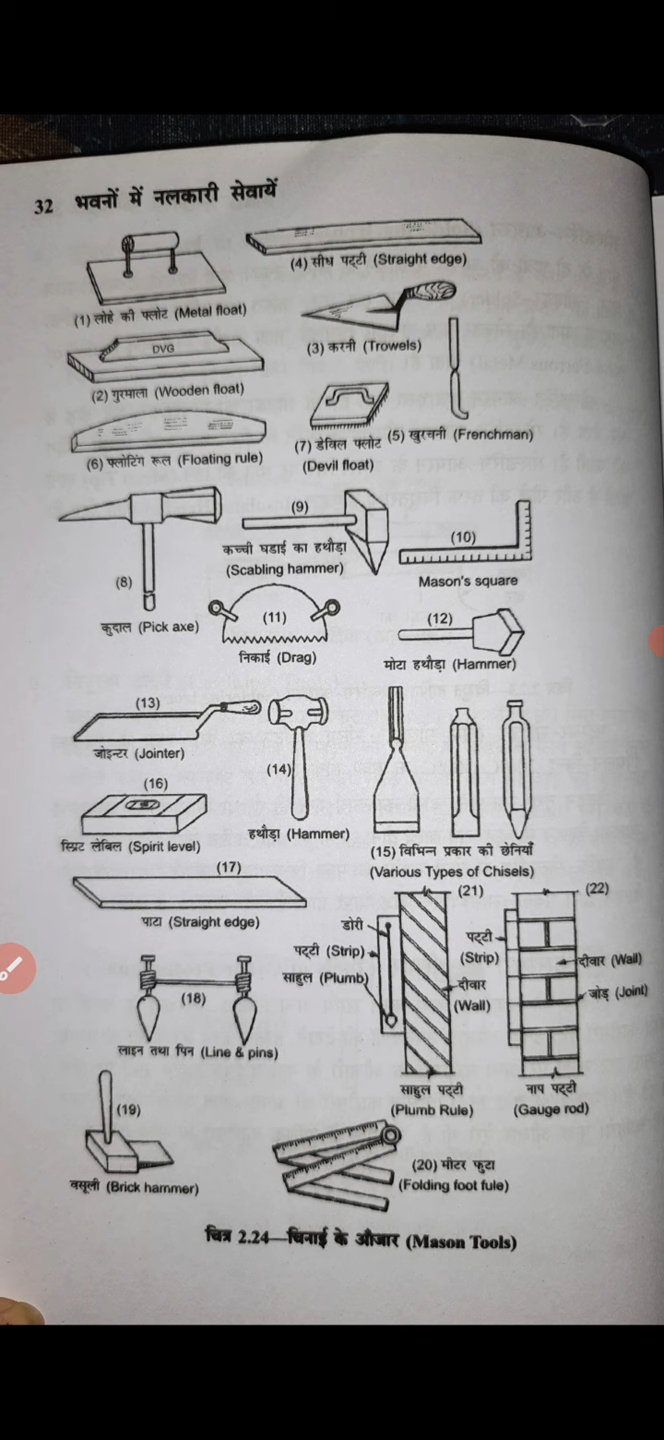 32 भवनों में नलकारी सेवायें
(1) लोहे की फ्लोट (Metal float)
(4) सीध पट्टी (Straight edge)
DVG
(2) गुरमाला (Wooden float)
(3) करनी (Trowels)
(6) फ्लोटिंग रूल (Floating rule)
(7) डेविल फ्लोट
(Devil float)
(5) खुरचनी (Frenchman)
(8)
कुदाल (Pick axe)
(9)
कच्ची घडाई का हथौड़ा
(Scabling hammer)
(10)
Mason's square
(11)
निकाई (Drag)
(12)
मोटा हथौड़ा (Hammer)
(13)
जोइन्टर (Jointer)
(14)
हथौड़ा (Hammer)
(15) विभिन्न प्रकार की छेनियाँ
(Various Types of Chisels)
(16)
स्प्रिट लेबिल (Spirit level)
(17)
पाटा (Straight edge)
(18)
लाइन तथा पिन (Line & pins)
(21)
डोरी
पट्टी (Strip)
साहुल (Plumb)
दीवार
(Wall)
साहुल पट्टी
(Plumb Rule)
(22)
पट्टी
(Strip)
दीवार (Wall)
जोड़ (Joint)
नाप पट्टी
(Gauge rod)
(19)
वसूली (Brick hammer)
(20) मीटर फुटा
(Folding foot fule)
चित्र 2.24—चिनाई के औजार (Mason Tools)